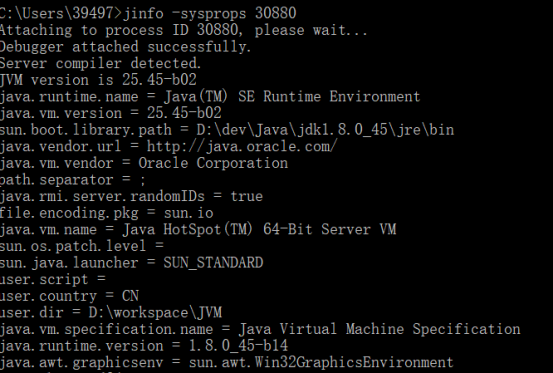 C:\Users\39497>jinfo -sysprops 30880
Attaching to process ID 30880, please wait...
Debugger attached successfully.
Server compiler detected.
JVM version is 25.45-b02
java.runtime.name = Java(TM) SE Runtime Environment
java.vm.version = 25.45-b02
sun.boot.library.path = D:\dev\Java\jdk1.8.0_45\jre\bin
java.vendor.url = http://java.oracle.com/
java.vm.vendor = Oracle Corporation
path.separator = ;
java.rmi.server.randomIDs = true
file.encoding.pkg = sun.io
java.vm.name = Java HotSpot(TM) 64-Bit Server VM
sun.os.patch.level =
sun.java.launcher = SUN_STANDARD
user.script =
user.country = CN
user.dir = D:\workspace\JVM
java.vm.specification.name = Java Virtual Machine Specification
java.runtime.version = 1.8.0_45-b14
java.awt.graphicsenv = sun.awt.Win32GraphicsEnvironment